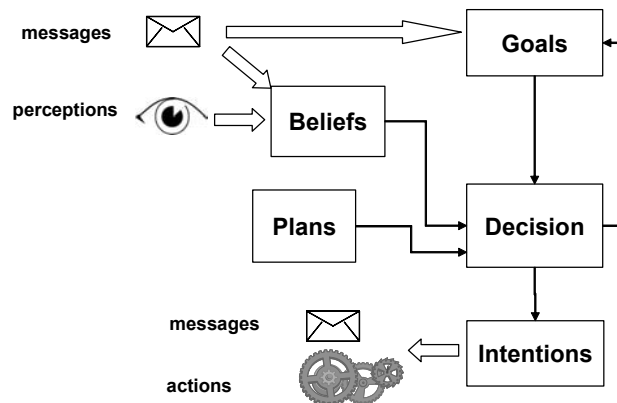 messages
Goals
perceptions
Beliefs
Plans
Decision
messages
Intentions
actions